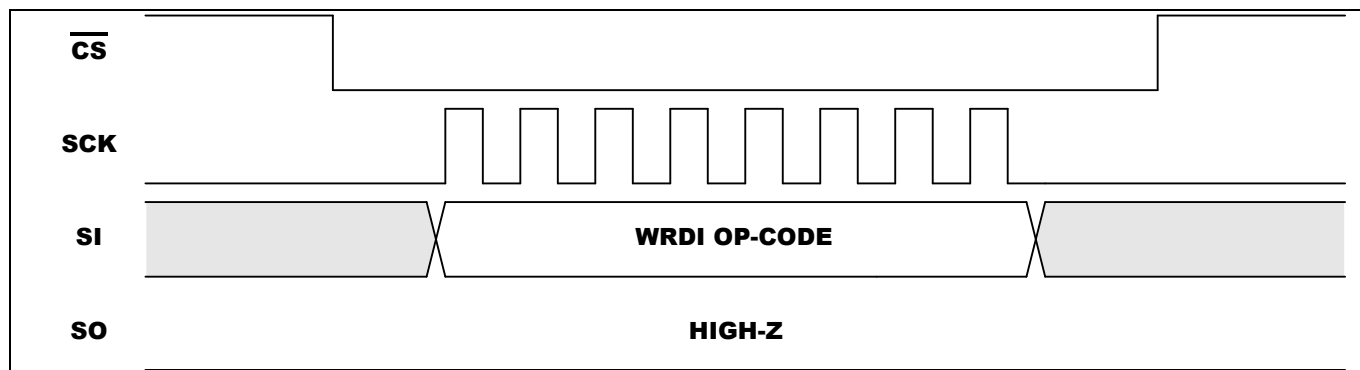 CS
SCK
SI
WRDI OP-CODE
SO
HIGH-Z